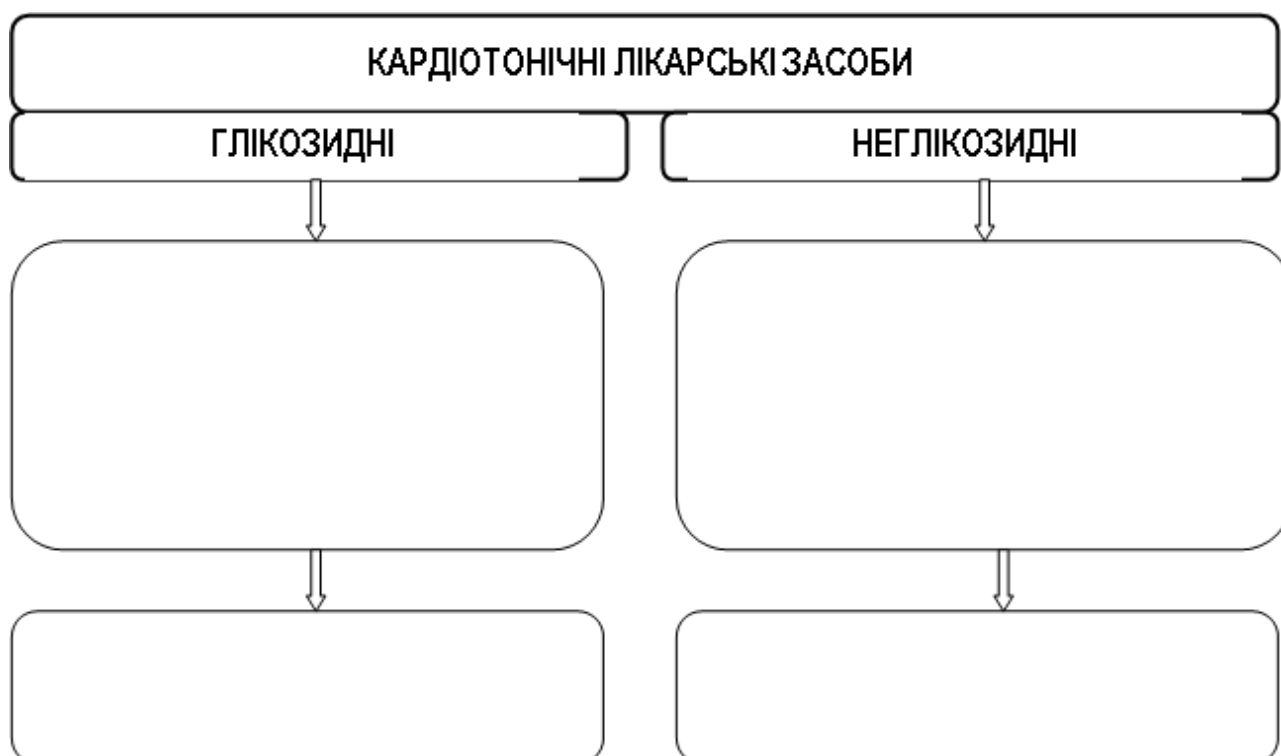 КАРДІОТОНІЧНІ ЛІКАРСЬКІ ЗАСОБИ
ГЛІКОЗИДНІ
НЕГЛІКОЗИДНІ